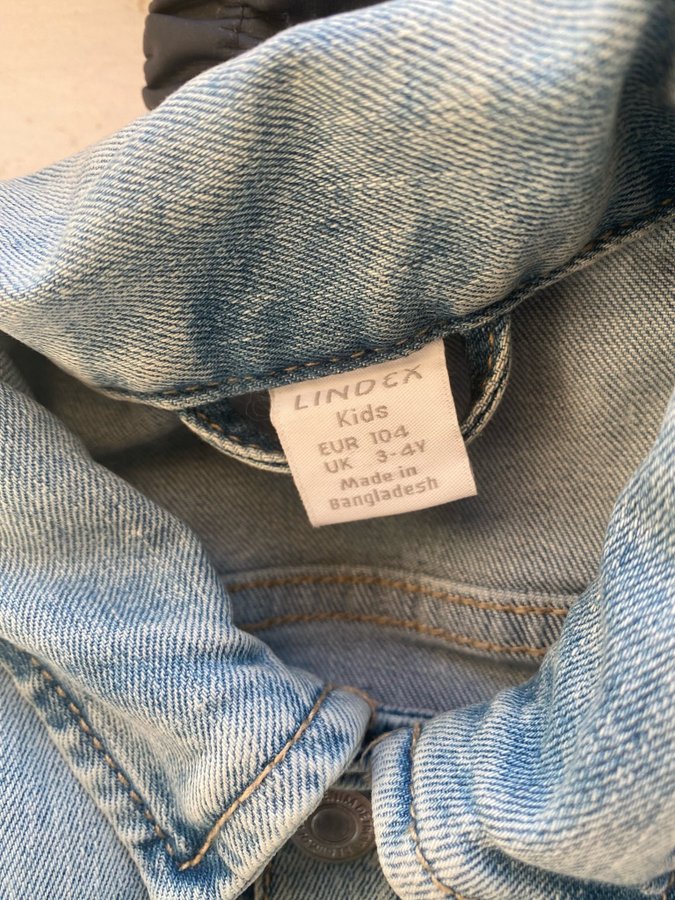 LINDEX
Kids
EUR 104
UK 3-4Y
Made in
Bangladesh